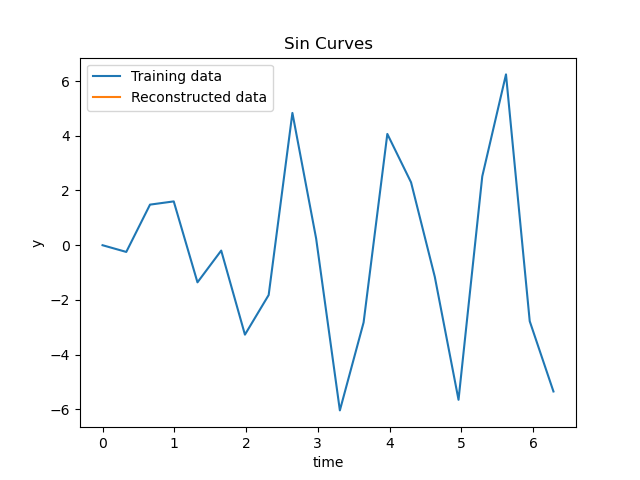 Sin Curves
Training data
Reconstructed data
6
4
2
0
−2
−4
−6
y
0 1 2 3 4 5 6
time